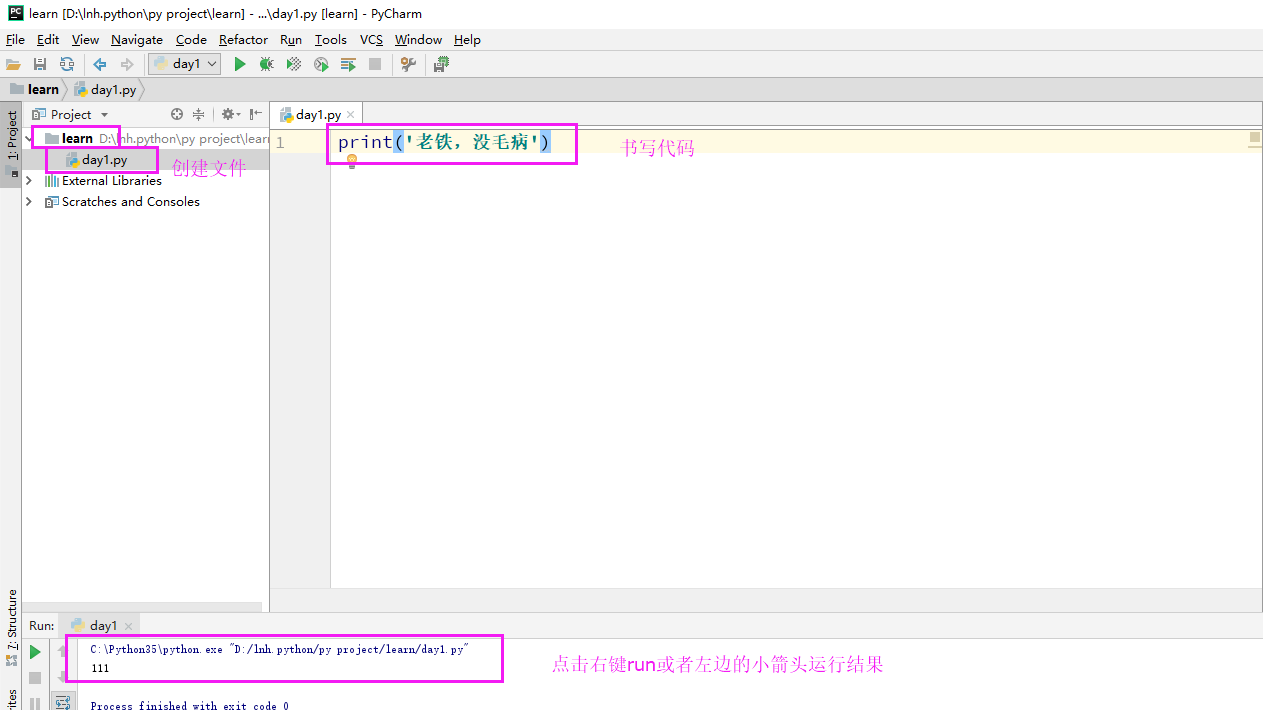 learn [D:\lnh.python\py project\learn] - ...\day1.py [learn] - PyCharm
File Edit View Navigate Code Refactor Run Tools VCS Window Help
day1
learn day1.py
1: Project
Project
day1.py
learn D:\lnh.python\py project\learn
day1.py
创建文件
External Libraries
Scratches and Consoles
1 print('老铁，没毛病')
书写代码
7: Structure
Run: day1
C:\Python35\python.exe "D:/lnh.python/py project/learn/day1.py"
111
点击右键run或者左边的小箭头运行结果
Process finished with exit code 0